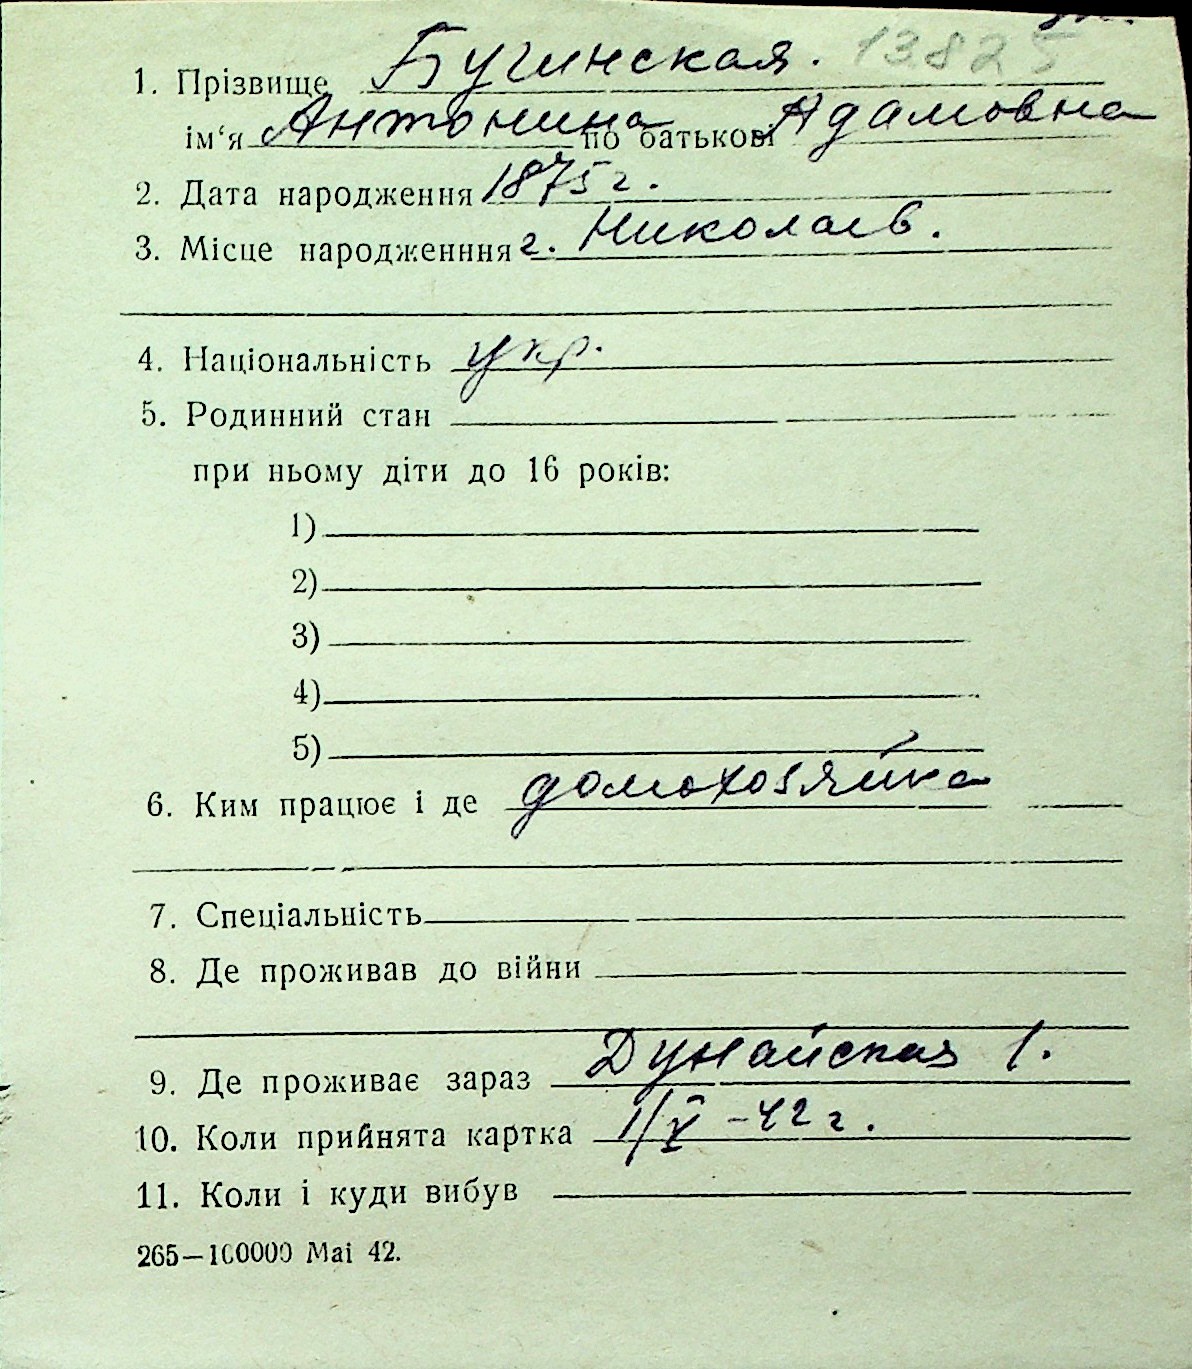 13825
1. Прізвище Бучинская.
ім‘я Антонина по батькові Адамовна
2. Дата народження 1875 г.
3. Місце народженння г. Николаев.
4. Національність укр.
5. Родинний стан
при ньому діти до 16 років:
1)
2)
3)
4)
5)
6. Ким працює і де домохозяйка
7. Спеціальність
8. Де проживав до війни
9. Де проживає зараз Дунайская 1.
10. Коли прийнята картка 1/V -42 г.
11. Коли і куди вибув
265—100000 Mai 42.